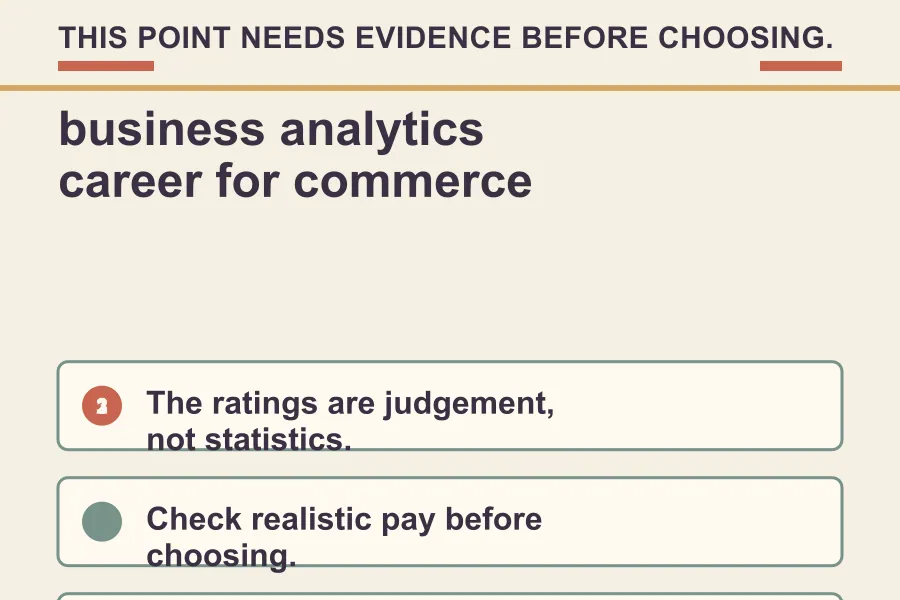 THIS POINT NEEDS EVIDENCE BEFORE CHOOSING.
business analytics
career for commerce
The ratings are judgement,
not statistics.
Check realistic pay before
choosing.